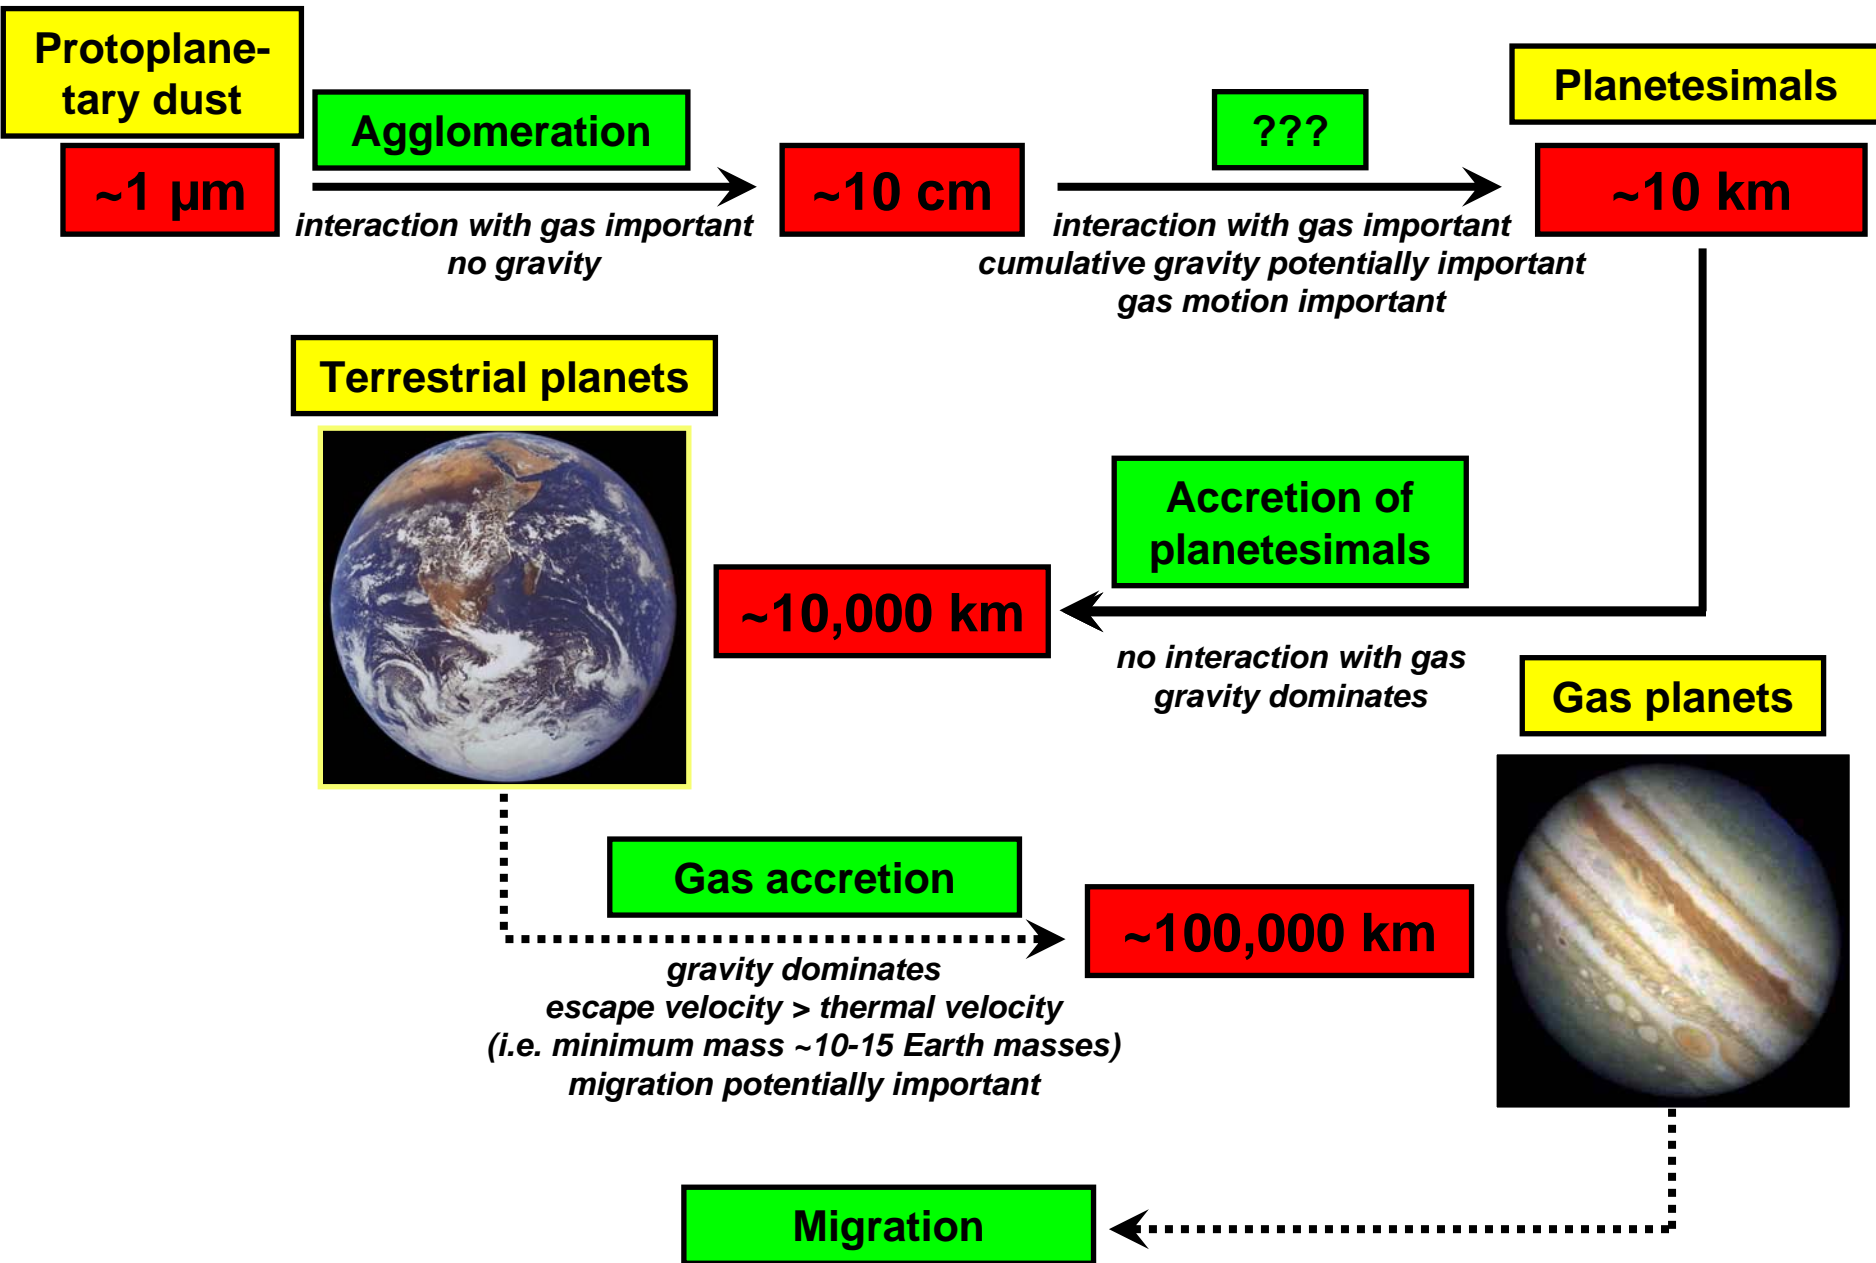 Protoplane-
tary dust
~1 µm
Agglomeration
interaction with gas important
no gravity
~10 cm
???
interaction with gas important
cumulative gravity potentially important
gas motion important
Planetesimals
~10 km
Terrestrial planets
Accretion of
planetesimals
~10,000 km
no interaction with gas
gravity dominates
Gas planets
Gas accretion
~100,000 km
gravity dominates
escape velocity > thermal velocity
(i.e. minimum mass ~10-15 Earth masses)
migration potentially important
Migration